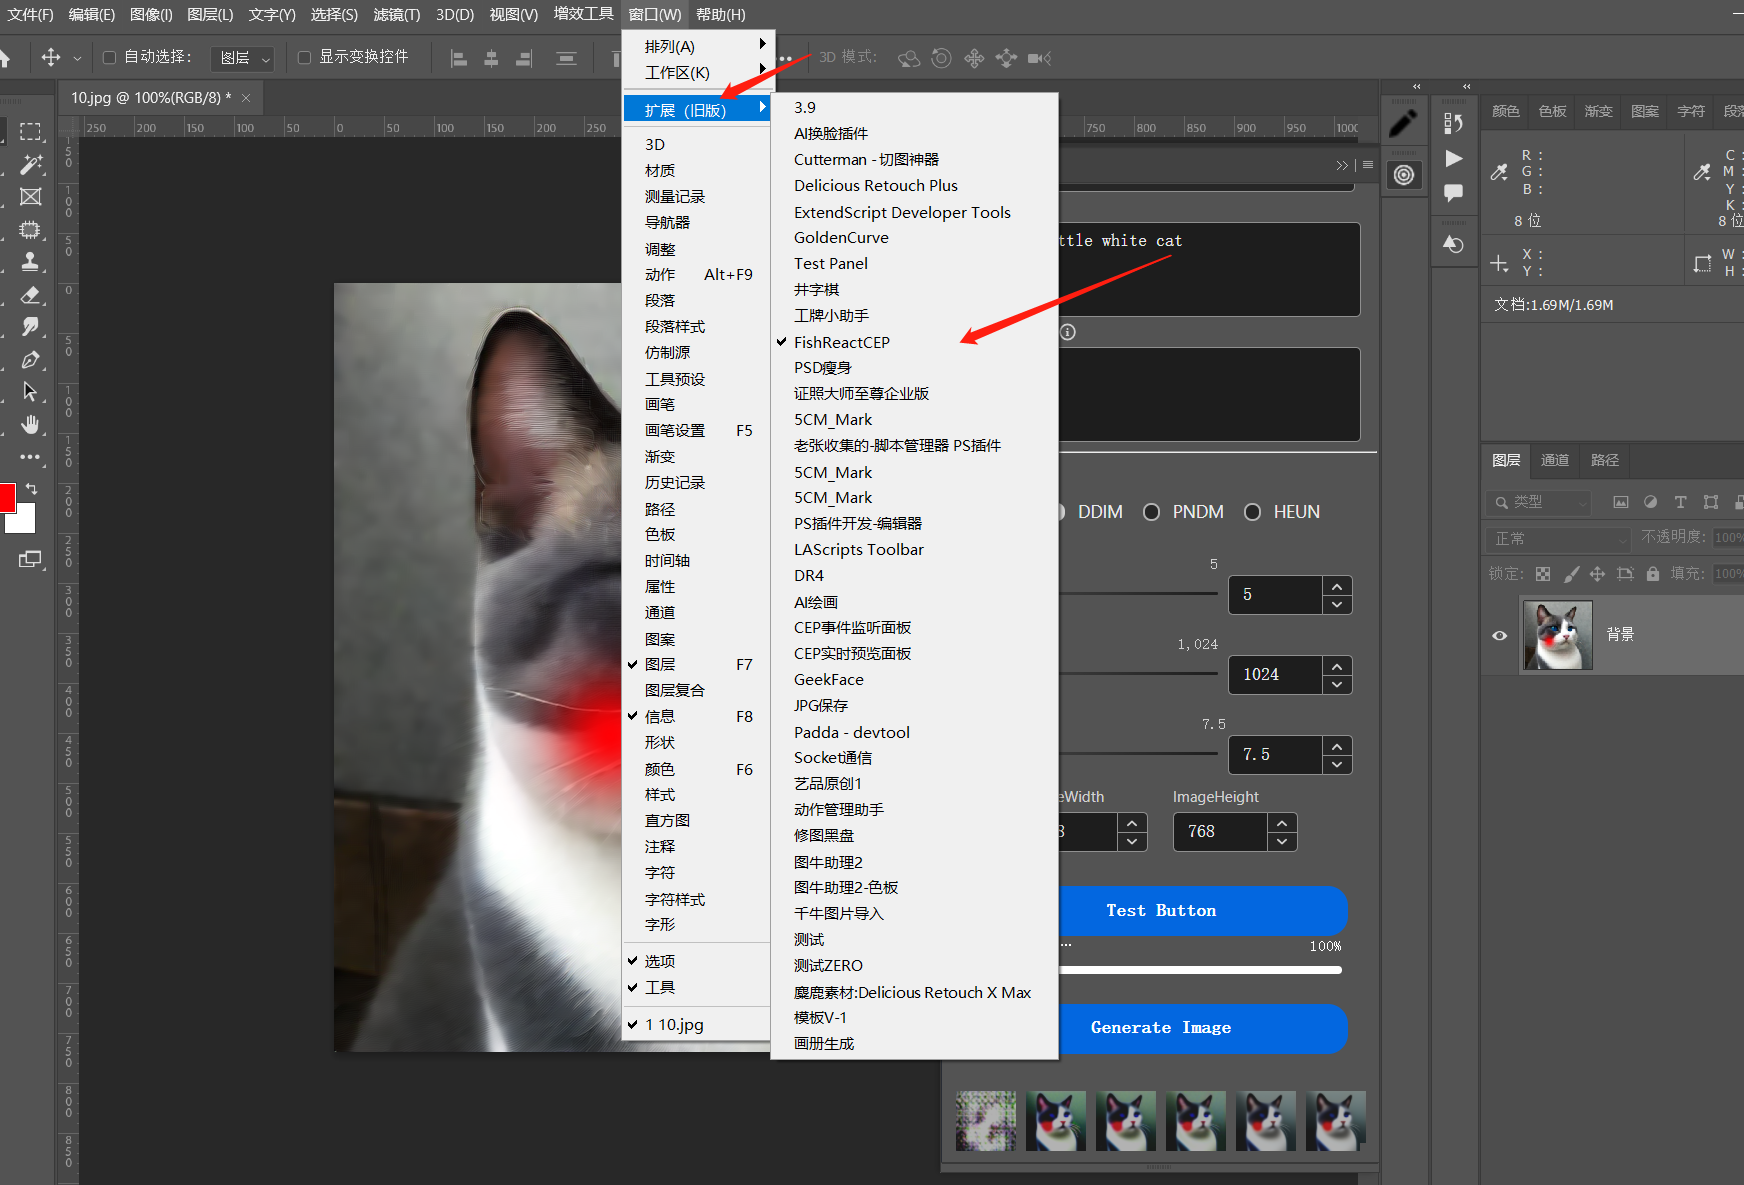 文件(F) 编辑(E) 图像(I) 图层(L) 文字(Y) 选择(S) 滤镜(T) 3D(D) 视图(V) 增效工具 窗口(W) 帮助(H)
自动选择： 图层 显示变换控件 3D 模式:
10.jpg @ 100%(RGB/8) * ×
250 200 150 100 50 0 50 100 150 200 250 750 800 850 900 950 1000
排列(A)
工作区(K)
扩展（旧版）
3D
材质
测量记录
导航器
调整
动作 Alt+F9
段落
段落样式
仿制源
工具预设
画笔
画笔设置 F5
渐变
历史记录
路径
色板
时间轴
属性
通道
图案
图层 F7
图层复合
信息 F8
形状
颜色 F6
样式
直方图
注释
字符
字符样式
字形
选项
工具
1 10.jpg
3.9
AI换脸插件
Cutterman - 切图神器
Delicious Retouch Plus
ExtendScript Developer Tools
GoldenCurve
Test Panel
井字棋
工牌小助手
FishReactCEP
PSD瘦身
证照大师至尊企业版
5CM_Mark
老张收集的-脚本管理器 PS插件
5CM_Mark
5CM_Mark
PS插件开发-编辑器
LAScripts Toolbar
DR4
AI绘画
CEP事件监听面板
CEP实时预览面板
GeekFace
JPG保存
Padda - devtool
Socket通信
艺品原创1
动作管理助手
修图黑盘
图牛助理2
图牛助理2-色板
千牛图片导入
测试
测试ZERO
麋鹿素材:Delicious Retouch X Max
模板V-1
画册生成
ttle white cat
DDIM PNDM HEUN
5
5
1,024
1024
7.5
7.5
eWidth ImageHeight
768
Test Button
... 100%
Generate Image
颜色 色板 渐变 图案 字符 段落
R : C :
G : M :
B : Y :
K :
8 位 8 位
X : W :
Y : H :
文档:1.69M/1.69M
图层 通道 路径
类型
正常 不透明度: 100%
锁定: 填充: 100%
背景